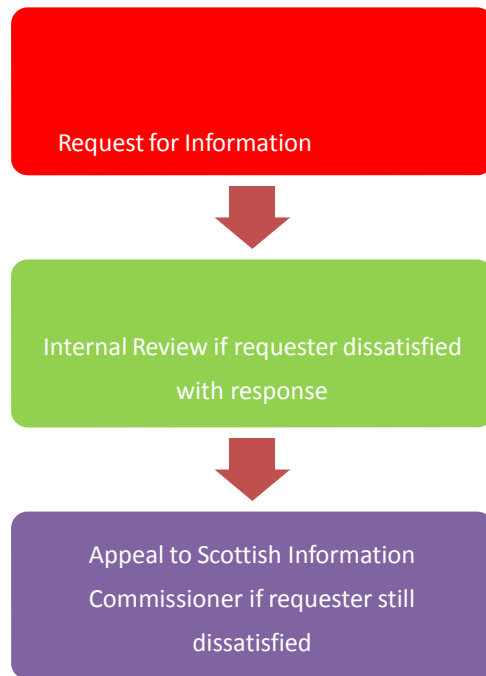 Request for Information
Internal Review if requester dissatisfied
with response
Appeal to Scottish Information
Commissioner if requester still
dissatisfied